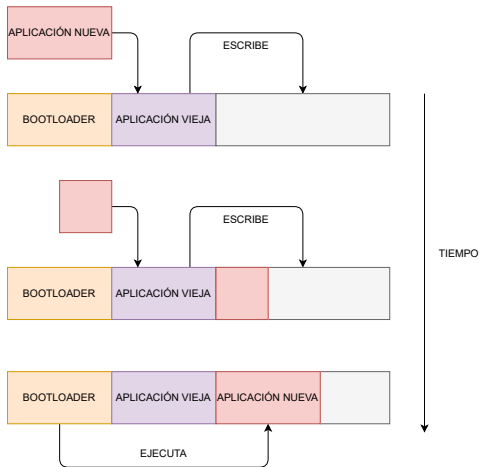 APLICACIÓN NUEVA
ESCRIBE
BOOTLOADER
APLICACIÓN VIEJA
ESCRIBE
TIEMPO
BOOTLOADER
APLICACIÓN VIEJA
BOOTLOADER
APLICACIÓN VIEJA
APLICACIÓN NUEVA
EJECUTA